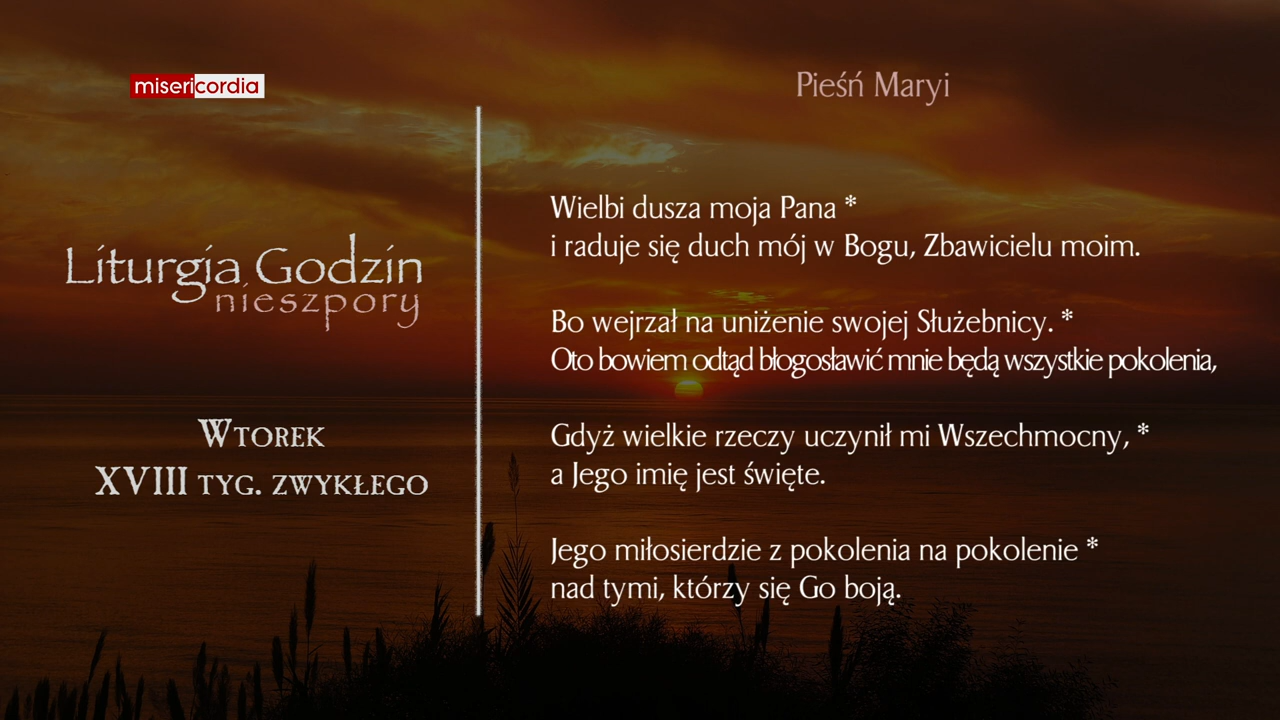 misericordia
Liturgia Godzin
nieszpory
Wtorek
XVIII tyg. zwykłego
Pieśń Maryi
Wielbi dusza moja Pana *
i raduje się duch mój w Bogu, Zbawicielu moim.
Bo wejrzał na uniżenie swojej Służebnicy. *
Oto bowiem odtąd błogosławić mnie będą wszystkie pokolenia,
Gdyż wielkie rzeczy uczynił mi Wszechmocny, *
a Jego imię jest święte.
Jego miłosierdzie z pokolenia na pokolenie *
nad tymi, którzy się Go boją.